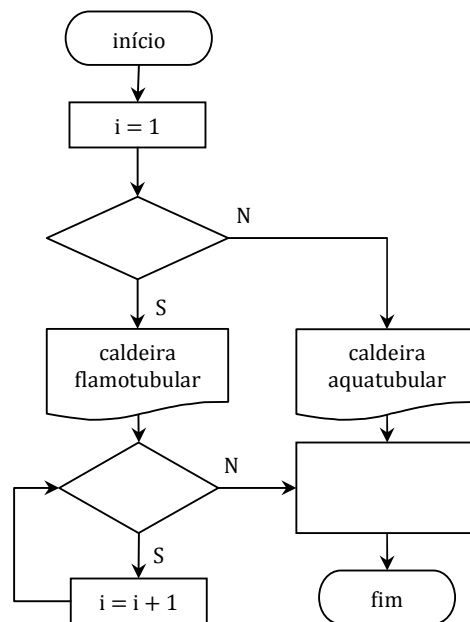 início
i = 1
N
S
caldeira
flamotubular
caldeira
aquatubular
N
S
i = i + 1
fim